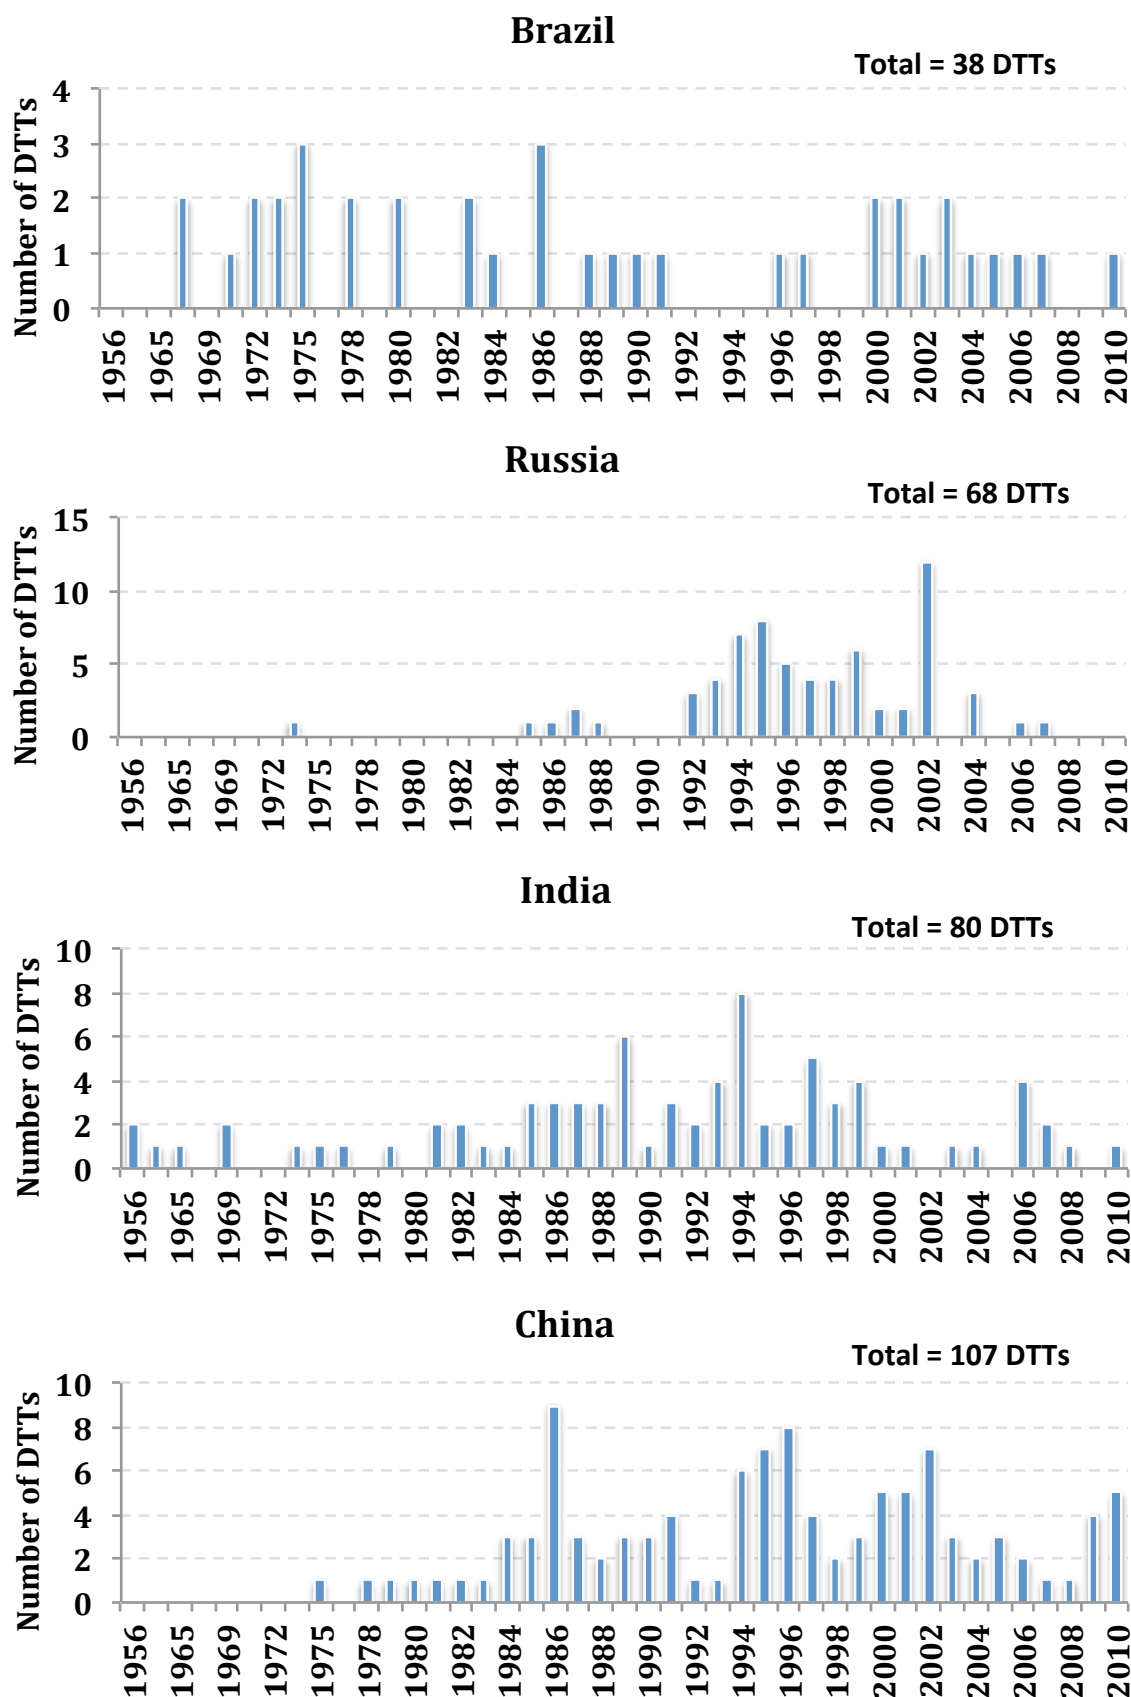 Brazil
Total = 38 DTTs
Number of DTTs
4
3
2
1
0
1956 1965 1969 1972 1975 1978 1980 1982 1984 1986 1988 1990 1992 1994 1996 1998 2000 2002 2004 2006 2008 2010
Russia
Total = 68 DTTs
Number of DTTs
15
10
5
0
1956 1965 1969 1972 1975 1978 1980 1982 1984 1986 1988 1990 1992 1994 1996 1998 2000 2002 2004 2006 2008 2010
India
Total = 80 DTTs
Number of DTTs
10
8
6
4
2
0
1956 1965 1969 1972 1975 1978 1980 1982 1984 1986 1988 1990 1992 1994 1996 1998 2000 2002 2004 2006 2008 2010
China
Total = 107 DTTs
Number of DTTs
10
8
6
4
2
0
1956 1965 1969 1972 1975 1978 1980 1982 1984 1986 1988 1990 1992 1994 1996 1998 2000 2002 2004 2006 2008 2010